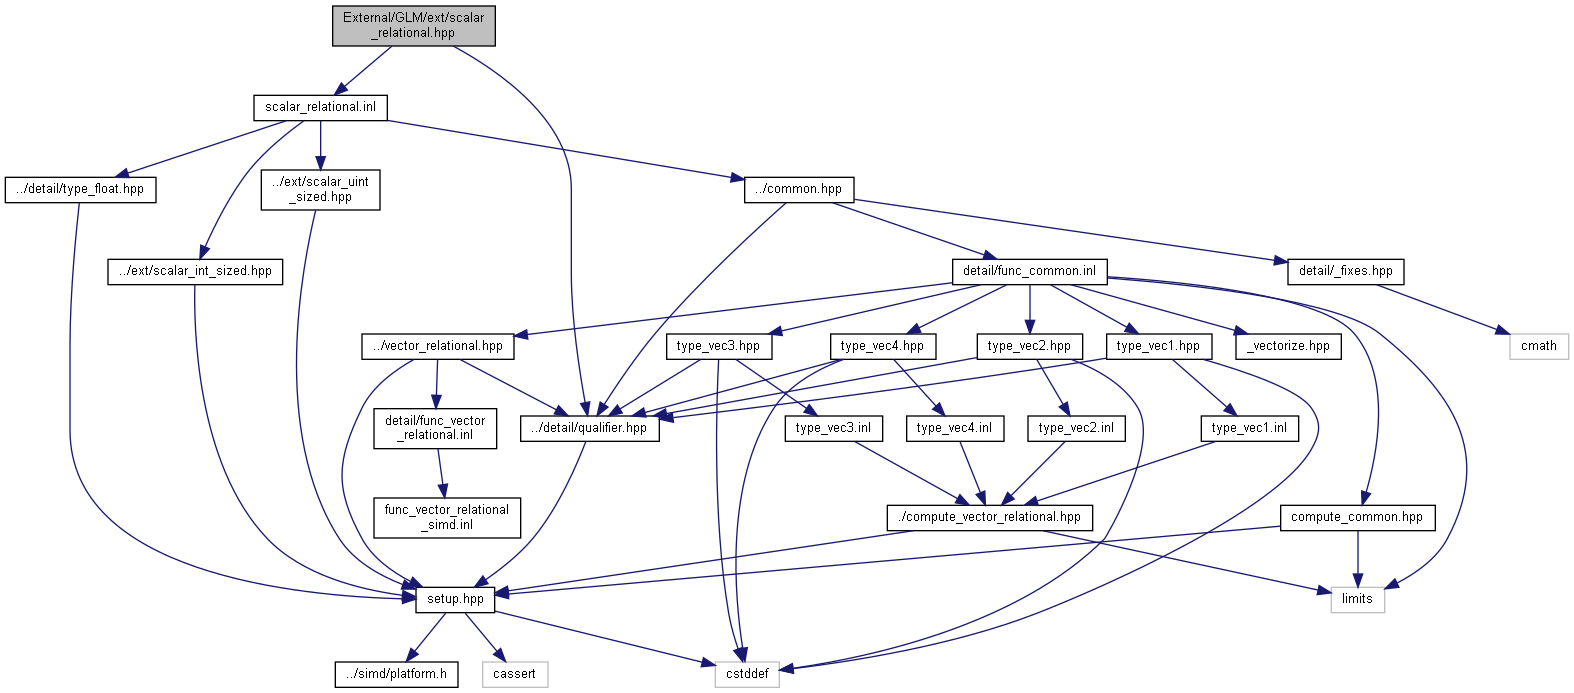 External/GLM/ext/scalar
_relational.hpp
scalar_relational.inl
../detail/type_float.hpp
../ext/scalar_uint
_sized.hpp
../common.hpp
../ext/scalar_int_sized.hpp
detail/func_common.inl
detail/_fixes.hpp
../vector_relational.hpp
type_vec3.hpp
type_vec4.hpp
type_vec2.hpp
type_vec1.hpp
_vectorize.hpp
cmath
detail/func_vector
_relational.inl
../detail/qualifier.hpp
type_vec3.inl
type_vec4.inl
type_vec2.inl
type_vec1.inl
func_vector_relational
_simd.inl
./compute_vector_relational.hpp
compute_common.hpp
setup.hpp
limits
../simd/platform.h
cassert
cstddef